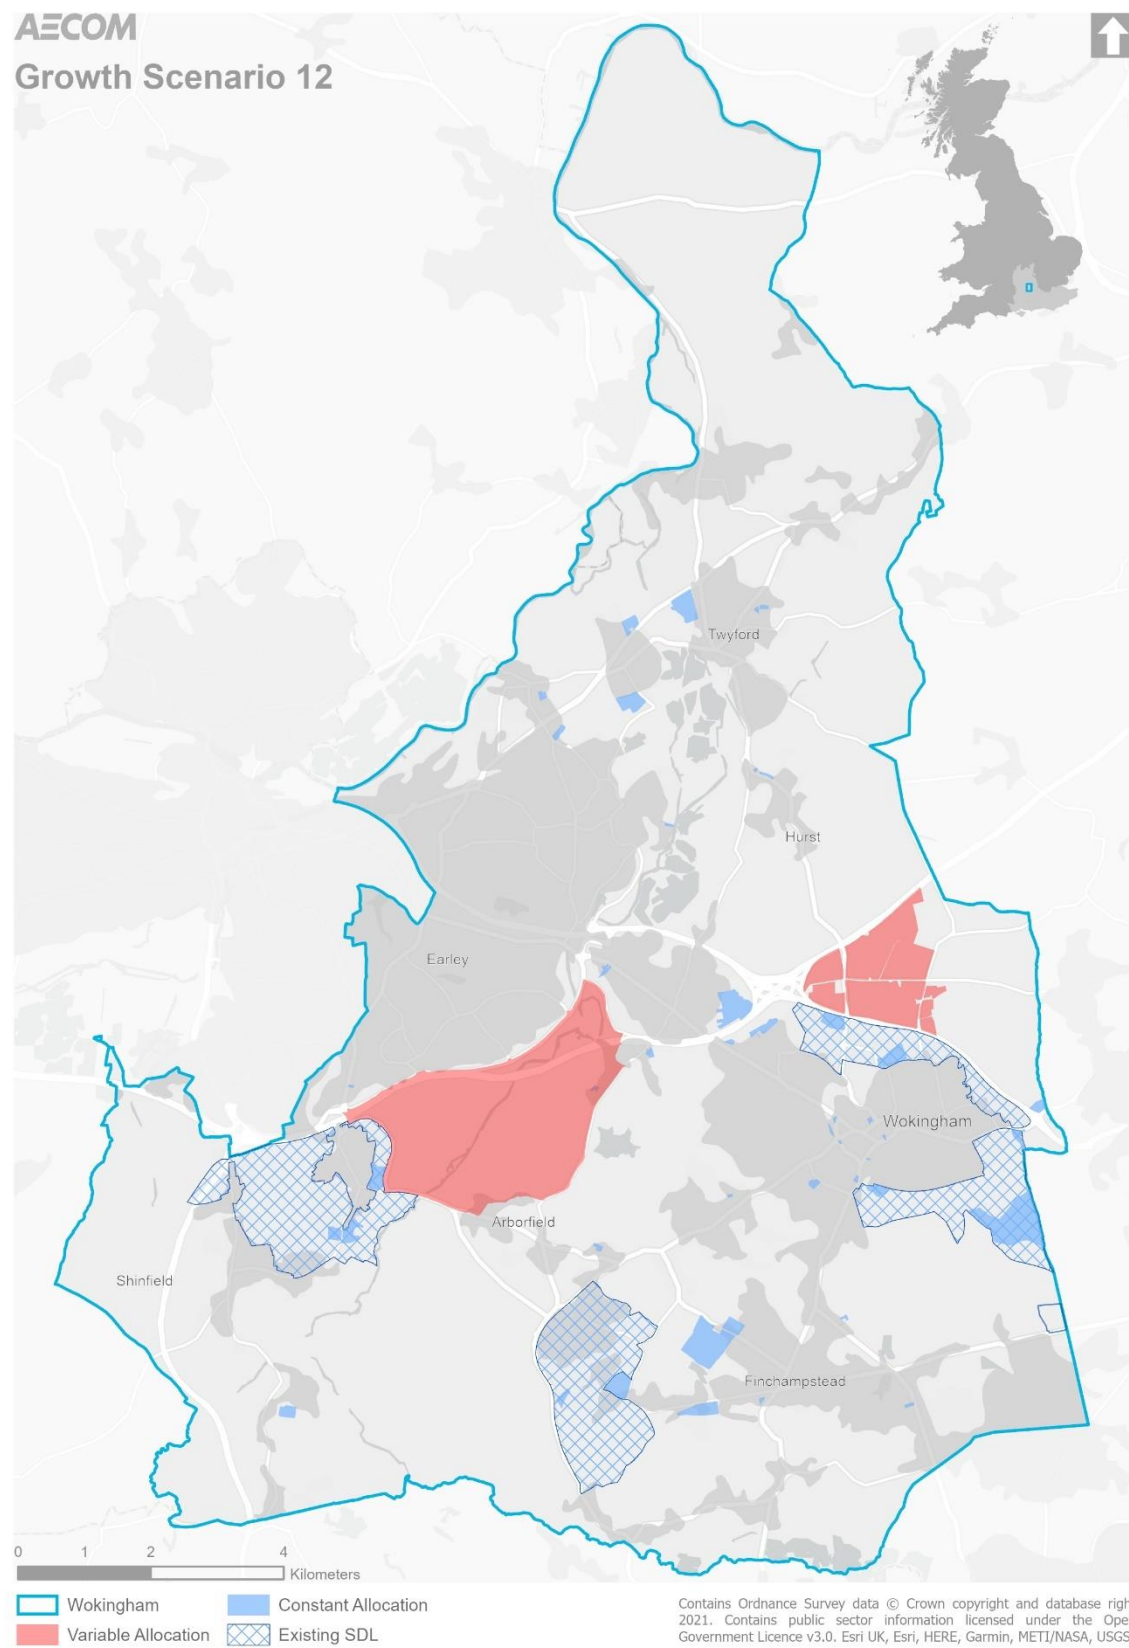 AECOM
Growth Scenario 12
Twyford
Hurst
Earley
Wokingham
Arborfield
Shinfield
Finchampstead
0 1 2 4
Kilometers
Wokingham
Constant Allocation
Variable Allocation
Existing SDL
Contains Ordnance Survey data © Crown copyright and database righ
2021. Contains public sector information licensed under the Ope
Government Licence v3.0. Esri UK, Esri, HERE, Garmin, METI/NASA, USGS